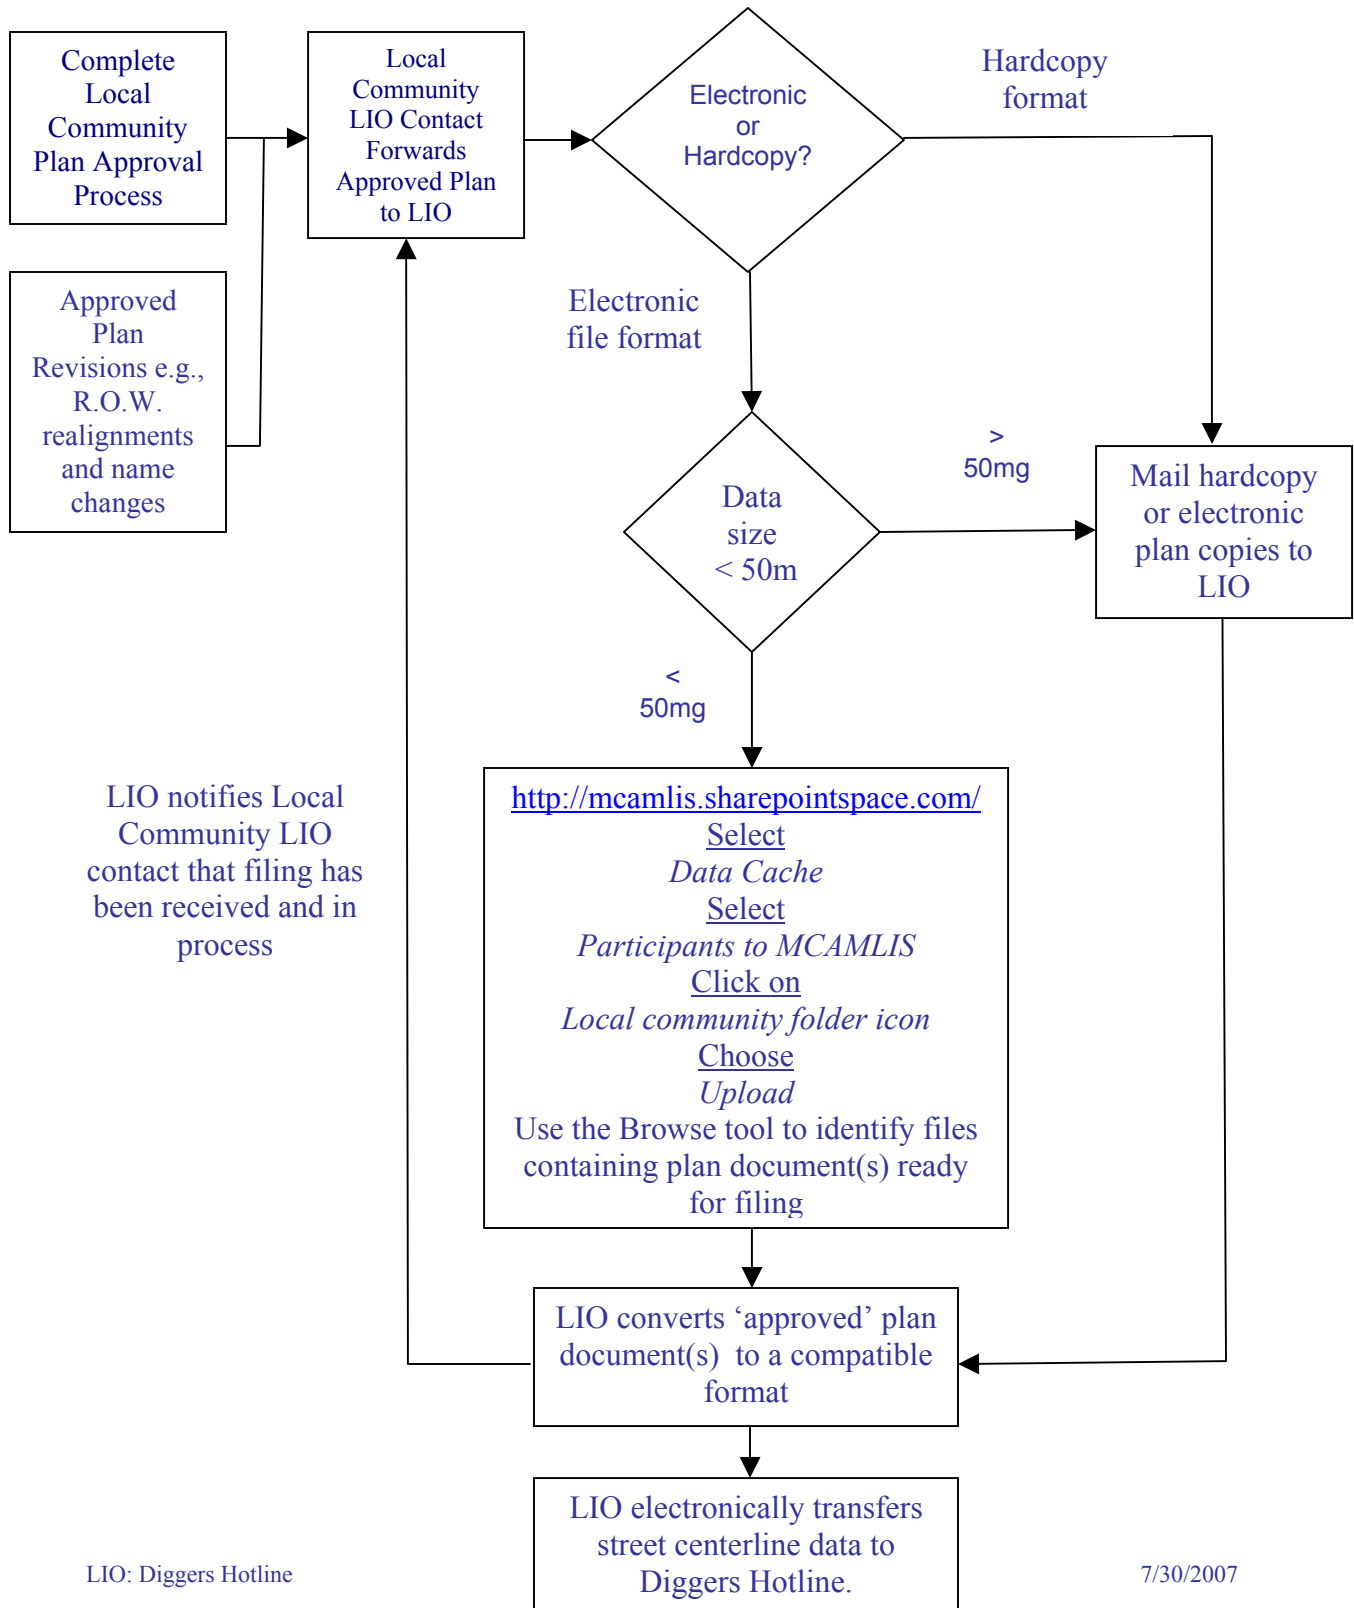 Complete
Local
Community
Plan Approval
Process
Local
Community
LIO Contact
Forwards
Approved Plan
to LIO
Electronic
or
Hardcopy?
Hardcopy
format
Approved
Plan
Revisions e.g.,
R.O.W.
realignments
and name
changes
Electronic
file format
Data
size
< 50m
>
50mg
Mail hardcopy
or electronic
plan copies to
LIO
<
50mg
LIO notifies Local
Community LIO
contact that filing has
been received and in
process
http://mcamlis.sharepointspace.com/
Select
Data Cache
Select
Participants to MCAMLIS
Click on
Local community folder icon
Choose
Upload
Use the Browse tool to identify files
containing plan document(s) ready
for filing
LIO converts ‘approved’ plan
document(s)  to a compatible
format
LIO electronically transfers
street centerline data to
Diggers Hotline.
LIO: Diggers Hotline
7/30/2007